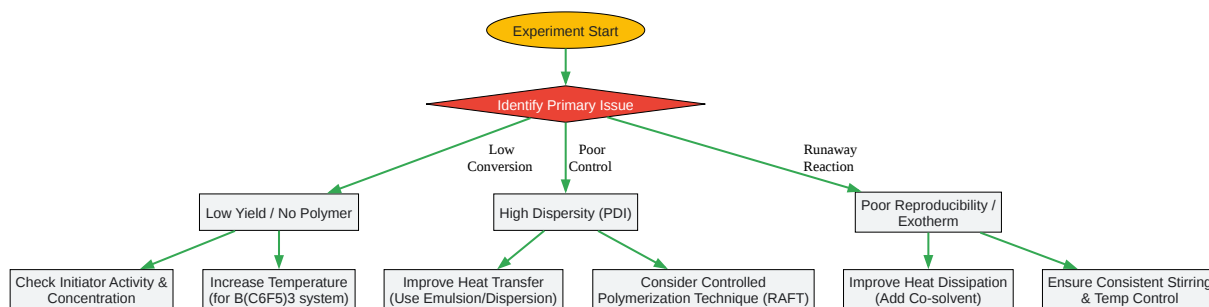 Experiment Start
Identify Primary Issue
Low
Conversion
Poor
Control
Runaway
Reaction
Low Yield / No Polymer
High Dispersity (PDI)
Poor Reproducibility /
Exotherm
Check Initiator Activity &
Concentration
Increase Temperature
(for B(C6F5)3 system)
Improve Heat Transfer
(Use Emulsion/Dispersion)
Consider Controlled
Polymerization Technique (RAFT)
Improve Heat Dissipation
(Add Co-solvent)
Ensure Consistent Stirring
& Temp Control